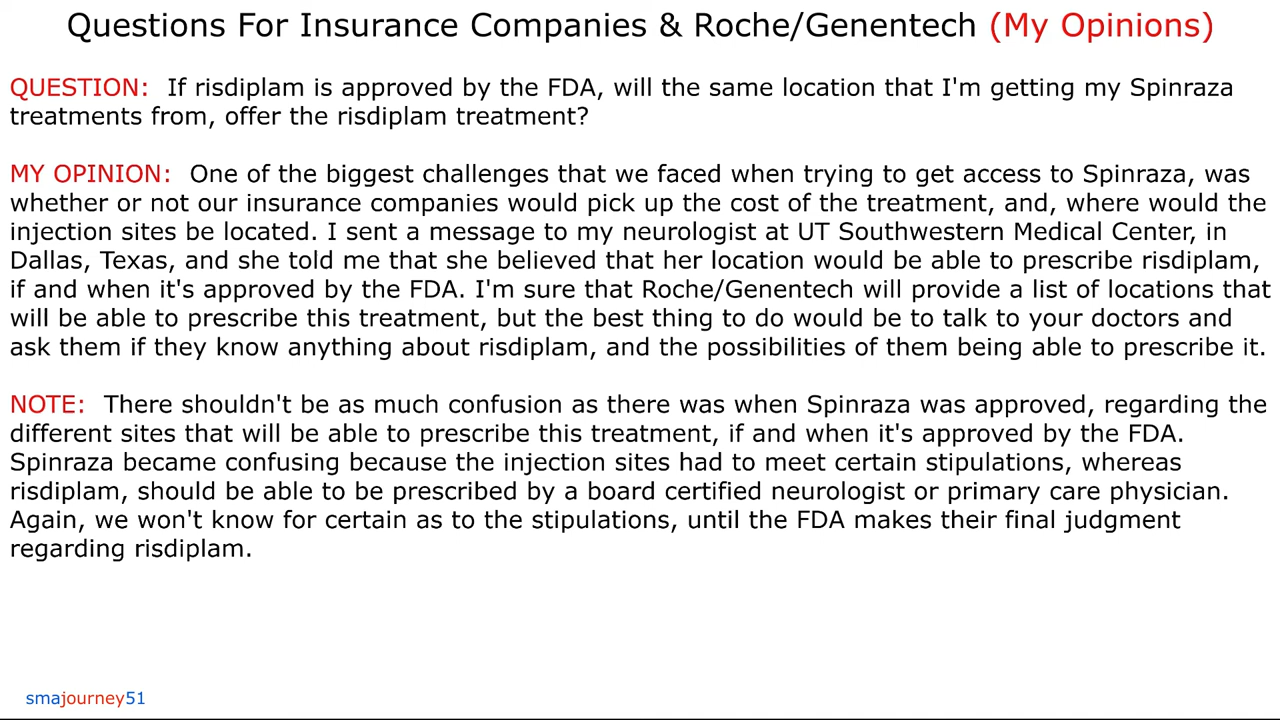 Questions For Insurance Companies & Roche/Genentech (My Opinions)
QUESTION: If risdiplam is approved by the FDA, will the same location that I'm getting my Spinraza
treatments from, offer the risdiplam treatment?
MY OPINION: One of the biggest challenges that we faced when trying to get access to Spinraza, was
whether or not our insurance companies would pick up the cost of the treatment, and, where would the
injection sites be located. I sent a message to my neurologist at UT Southwestern Medical Center, in
Dallas, Texas, and she told me that she believed that her location would be able to prescribe risdiplam,
if and when it's approved by the FDA. I'm sure that Roche/Genentech will provide a list of locations that
will be able to prescribe this treatment, but the best thing to do would be to talk to your doctors and
ask them if they know anything about risdiplam, and the possibilities of them being able to prescribe it.
NOTE: There shouldn't be as much confusion as there was when Spinraza was approved, regarding the
different sites that will be able to prescribe this treatment, if and when it's approved by the FDA.
Spinraza became confusing because the injection sites had to meet certain stipulations, whereas
risdiplam, should be able to be prescribed by a board certified neurologist or primary care physician.
Again, we won't know for certain as to the stipulations, until the FDA makes their final judgment
regarding risdiplam.
smajourney51